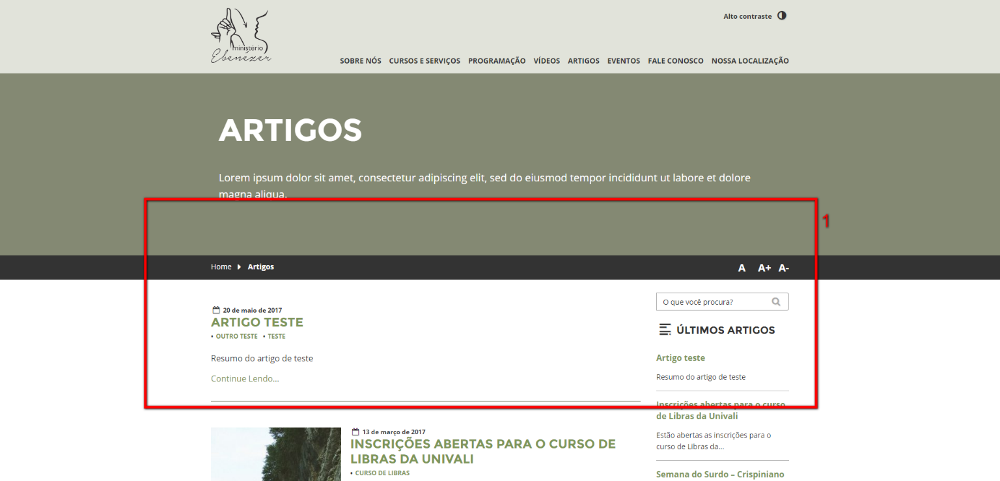 ministério
Ebenézer
Alto contraste
SOBRE NÓS CURSOS E SERVIÇOS PROGRAMAÇÃO VÍDEOS ARTIGOS EVENTOS FALE CONOSCO NOSSA LOCALIZAÇÃO
ARTIGOS
Lorem ipsum dolor sit amet, consectetur adipiscing elit, sed do eiusmod tempor incididunt ut labore et dolore
magna aliqua.
1
Home Artigos
A A+ A-
20 de maio de 2017
ARTIGO TESTE
• OUTRO TESTE • TESTE
Resumo do artigo de teste
Continue Lendo...
13 de março de 2017
INSCRIÇÕES ABERTAS PARA O CURSO DE
LIBRAS DA UNIVALI
• CURSO DE LIBRAS
O que você procura?
ÚLTIMOS ARTIGOS
Artigo teste
Resumo do artigo de teste
Inscrições abertas para o curso
de Libras da Univali
Estão abertas as inscrições para o
curso de Libras da...
Semana do Surdo – Crispiniano